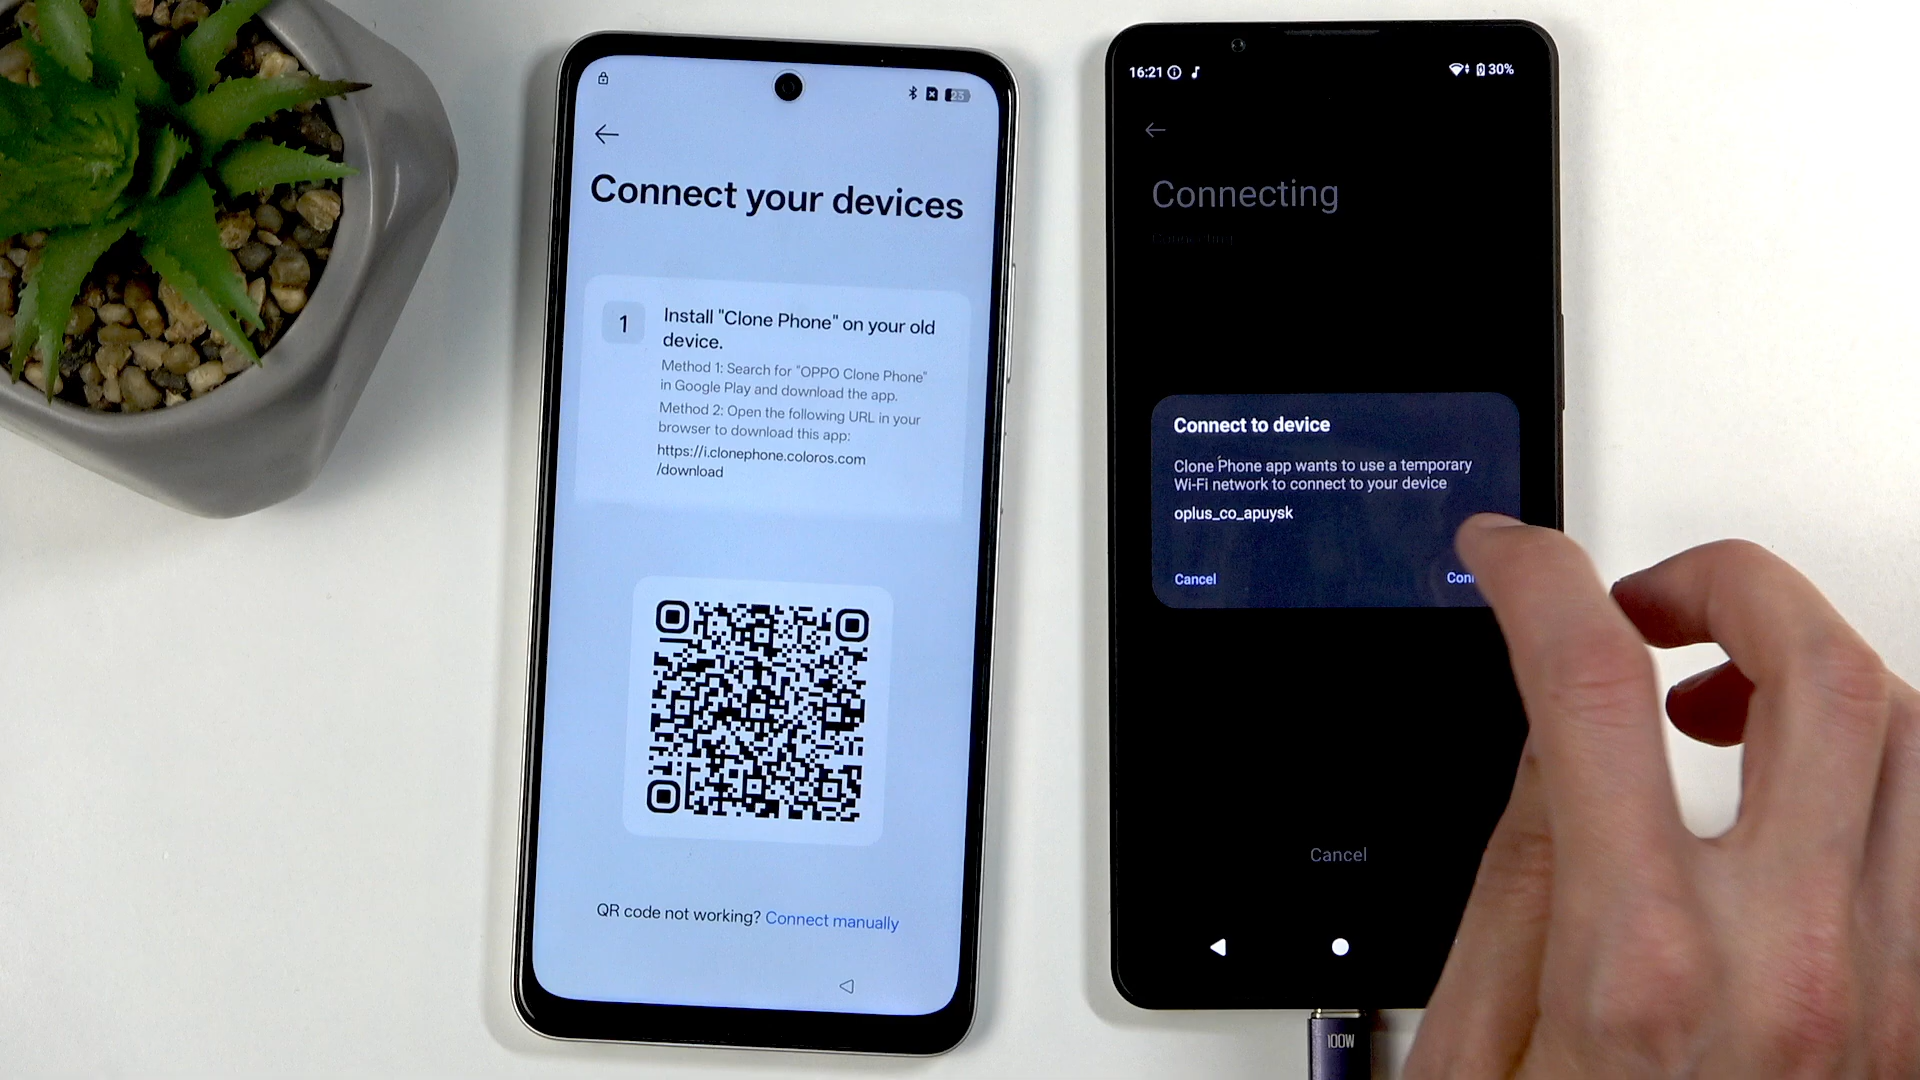 23
Connect your devices
1
Install "Clone Phone" on your old
device.
Method 1: Search for "OPPO Clone Phone"
in Google Play and download the app.
Method 2: Open the following URL in your
browser to download this app:
https://i.clonephone.coloros.com
/download
QR code not working? Connect manually
16:21
30%
Connecting
Connecting
Connect to device
Clone Phone app wants to use a temporary
Wi-Fi network to connect to your device
oplus_co_apuysk
Cancel
Cancel
100W